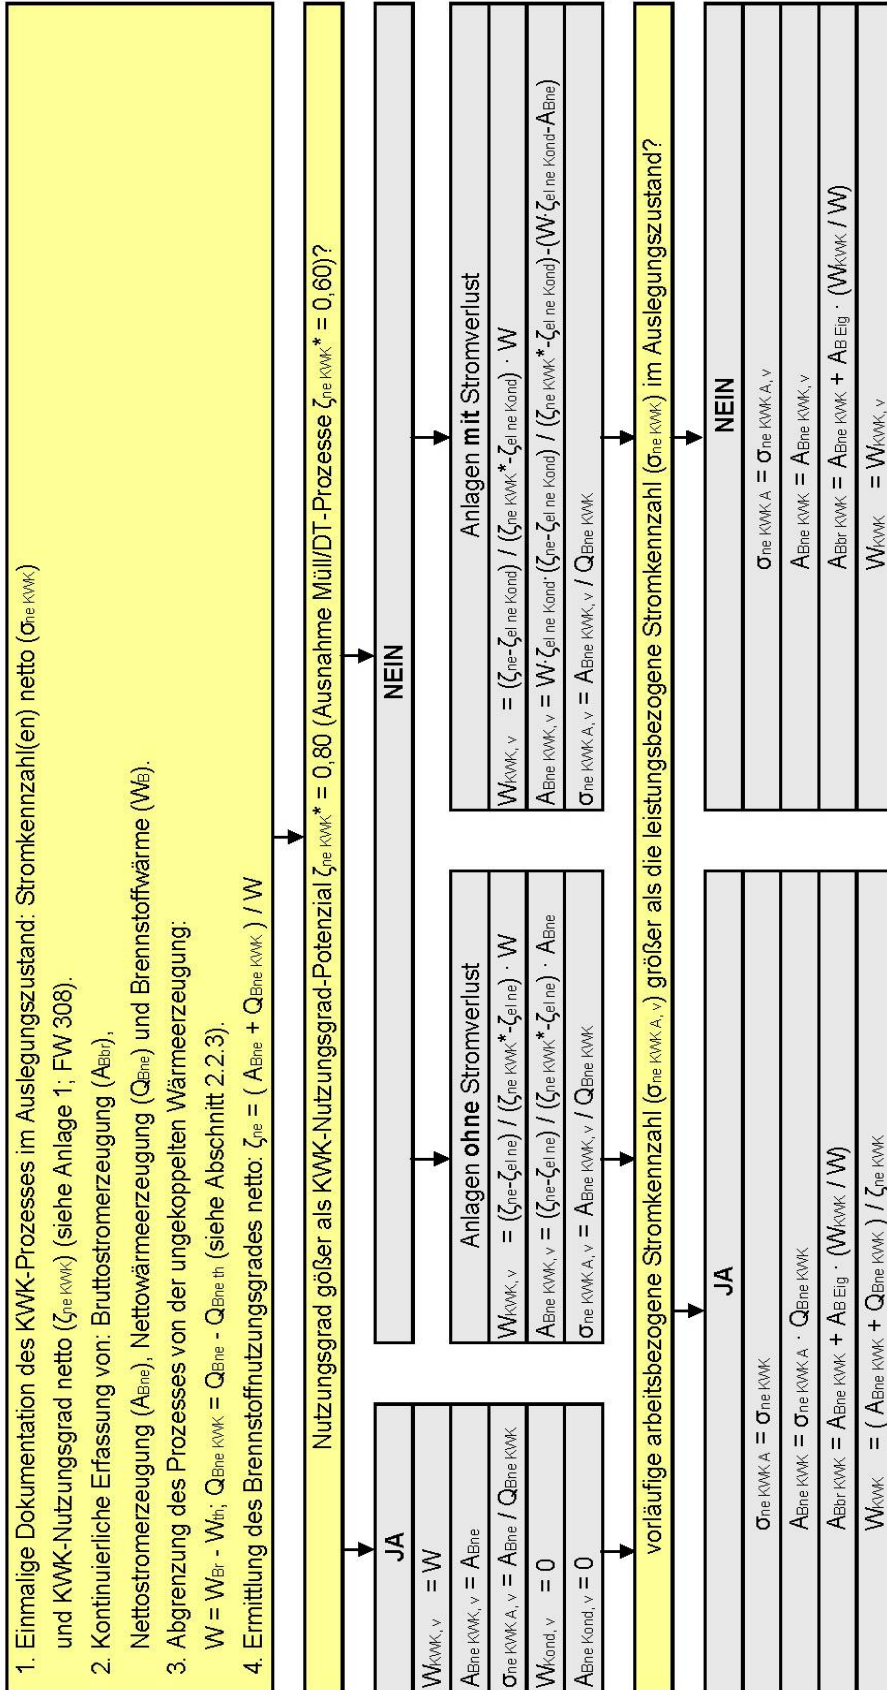 1. Einmalige Dokumentation des KWK-Prozesses im Auslegungszustand: Stromkennzahl(en) netto (σne KWK)
und KWK-Nutzungsgrad netto (ζne KWK) (siehe Anlage 1; FW 308).
2. Kontinuierliche Erfassung von: Bruttostromerzeugung (ABbr),
Nettostromerzeugung (ABne), Nettowärmeerzeugung (QBne) und Brennstoffwärme (WB).
3. Abgrenzung des Prozesses von der ungekoppelten Wärmeerzeugung:
W = WBr - Wth; QBne KWK = QBne - QBne th (siehe Abschnitt 2.2.3).
4. Ermittlung des Brennstoffnutzungsgrades netto: ζne = ( ABne + QBne KWK ) / W
Nutzungsgrad gößer als KWK-Nutzungsgrad-Potenzial ζne KWK* = 0,80 (Ausnahme Müll/DT-Prozesse ζne KWK* = 0,60)?
JA
WKWK, v = W
ABne KWK, v = ABne
σne KWK A, v = ABne / QBne KWK
WKond, v = 0
ABne Kond, v = 0
NEIN
Anlagen ohne Stromverlust
WKWK, v = ((ζne-ζel ne) / (ζne KWK*-ζel ne) · W
ABne KWK, v = ((ζne-ζel ne) / (ζne KWK*-ζel ne) · ABne
σne KWK A, v = ABne KWK, v / QBne KWK
Anlagen mit Stromverlust
WKWK, v = ((ζne-ζel ne Kond) / (ζne KWK*-ζel ne Kond) · W
ABne KWK, v = W·ζel ne Kond· (ζne-ζel ne Kond) / (ζne KWK*-ζel ne Kond)-(W·ζel ne Kond-ABne)
σne KWK A, v = ABne KWK, v / QBne KWK
vorläufige arbeitsbezogene Stromkennzahl (σne KWK A, v) größer als die leistungsbezogene Stromkennzahl (σne KWK) im Auslegungszustand?
JA
σne KWK A = σne KWK
ABne KWK = σne KWK A · QBne KWK
ABbr KWK = ABne KWK + AB Eig · (WKWK / W)
WKWK = ( ABne KWK + QBne KWK ) / ζne KWK
NEIN
σne KWK A = σne KWK A, v
ABne KWK = ABne KWK, v
ABbr KWK = ABne KWK + AB Eig · (WKWK / W)
WKWK = WKWK, v